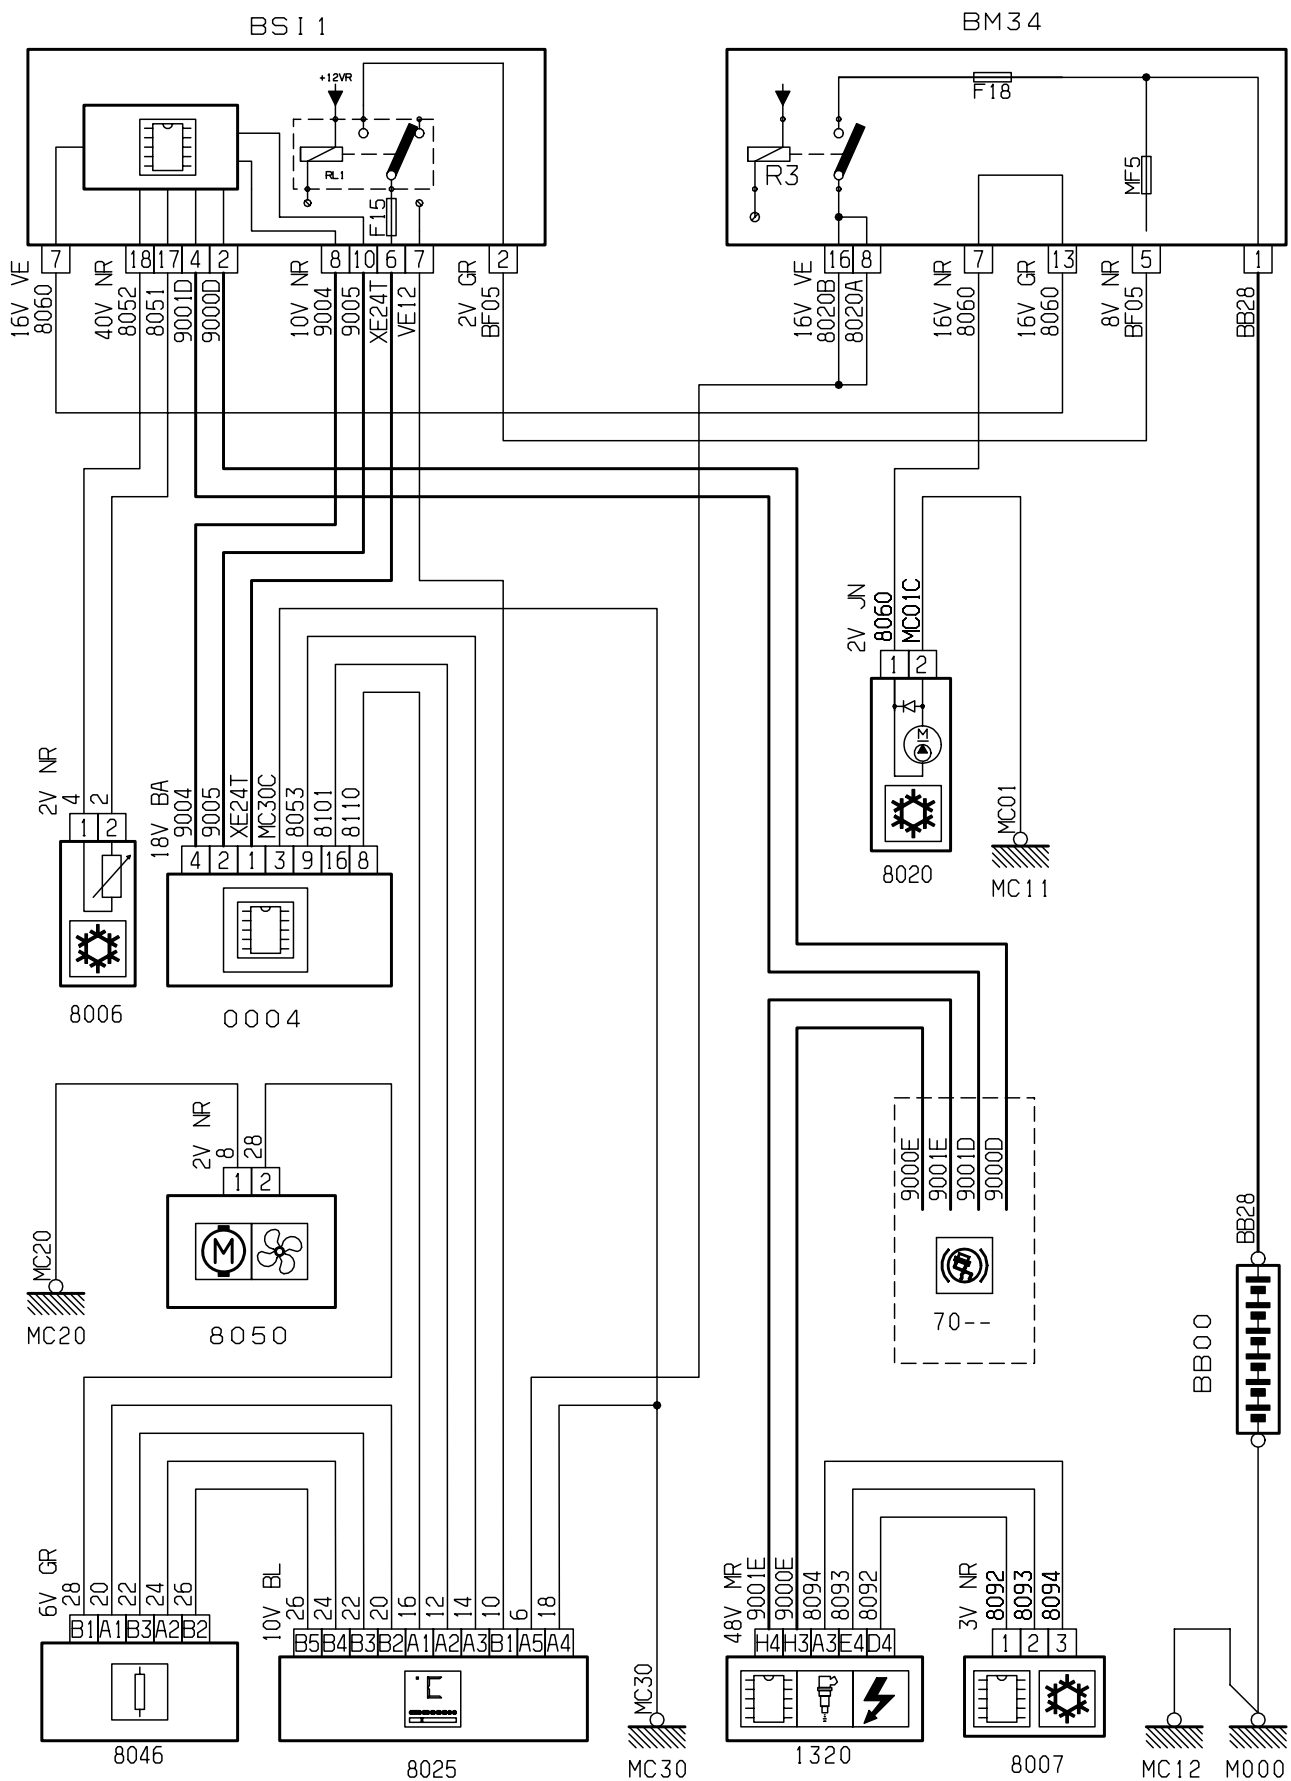 BSI1
BM34
+12VR
RL1
F15
F18
R3
MF5
7
18 17 4 2
8 10 6 7
2
16 8
7
13
5
1
16V VE
8060
40V NR
8052
8051
9001D
9000D
10V NR
9004
9005
XE24T
VE12
2V GR
BF05
16V VE
8020B
8020A
16V NR
8060
16V GR
8060
8V NR
BF05
BB28
2V JN
8060
MC01C
1 2
M
8020
MC01
MC11
2V NR
4
2
1 2
8006
18V BA
9004
9005
XE24T
MC30C
8053
8101
8110
4 2 1 3 9 16 8
0004
2V NR
8
28
1 2
M
8050
MC20
MC20
9000E
9001E
9001D
9000D
70--
BB28
BB00
6V GR
28
20
22
24
26
B1 A1 B3 A2 B2
8046
10V BL
26
24
22
20
16
12
14
10
6
18
B5 B4 B3 B2 A1 A2 A3 B1 A5 A4
°C
8025
MC30
MC30
48V MR
9001E
9000E
8094
8093
8092
H4 H3 A3 E4 D4
1320
3V NR
8092
8093
8094
1 2 3
8007
MC12
M000